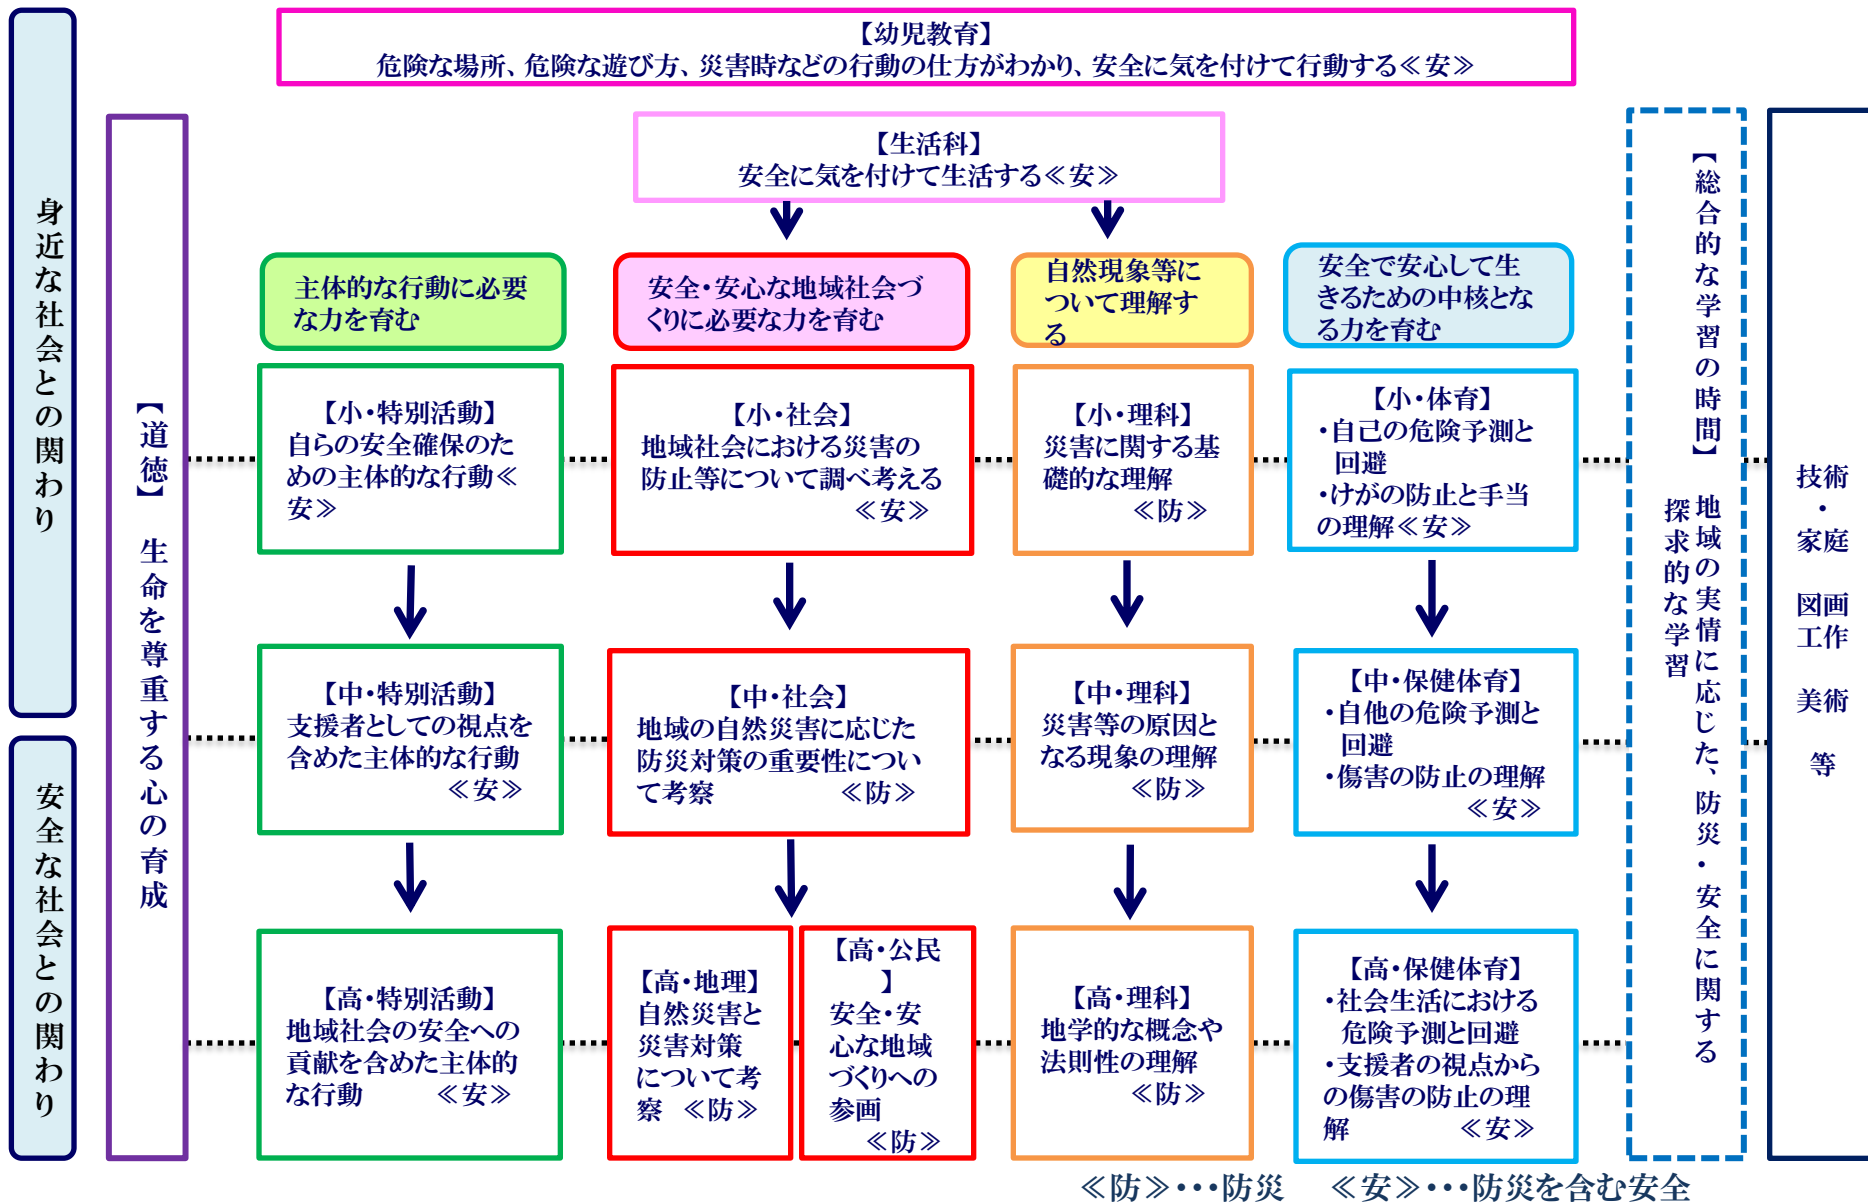 【幼児教育】
危険な場所、危険な遊び方、災害時などの行動の仕方がわかり、安全に気を付けて行動する≪安≫
身近な社会との関わり
安全な社会との関わり
【道徳】 生命を尊重する心の育成
【生活科】
安全に気を付けて生活する≪安≫
主体的な行動に必要
な力を育む
安全・安心な地域社会づ
くりに必要な力を育む
自然現象等に
ついて理解す
る
安全で安心して生
きるための中核とな
る力を育む
【小・特別活動】
自らの安全確保のた
めの主体的な行動≪
安≫
【小・社会】
地域社会における災害の
防止等について調べ考える
≪安≫
【小・理科】
災害に関する基
礎的な理解
≪防≫
【小・体育】
・自己の危険予測と
回避
・けがの防止と手当
の理解≪安≫
【中・特別活動】
支援者としての視点を
含めた主体的な行動
≪安≫
【中・社会】
地域の自然災害に応じた
防災対策の重要性につい
て考察 ≪防≫
【中・理科】
災害等の原因と
なる現象の理解
≪防≫
【中・保健体育】
・自他の危険予測と
回避
・傷害の防止の理解
≪安≫
【高・特別活動】
地域社会の安全への
貢献を含めた主体的
な行動 ≪安≫
【高・地理】
自然災害と
災害対策
について考
察 ≪防≫
【高・公民
】
安全・安
心な地域
づくりへの
参画
≪防≫
【高・理科】
地学的な概念や
法則性の理解
≪防≫
【高・保健体育】
・社会生活における
危険予測と回避
・支援者の視点から
の傷害の防止の理
解 ≪安≫
【総合的な学習の時間】 地域の実情に応じた、防災・安全に関する
探求的な学習
技術
・
家庭
図画
工作
美術
等
≪防≫・・・防災 ≪安≫・・・防災を含む安全